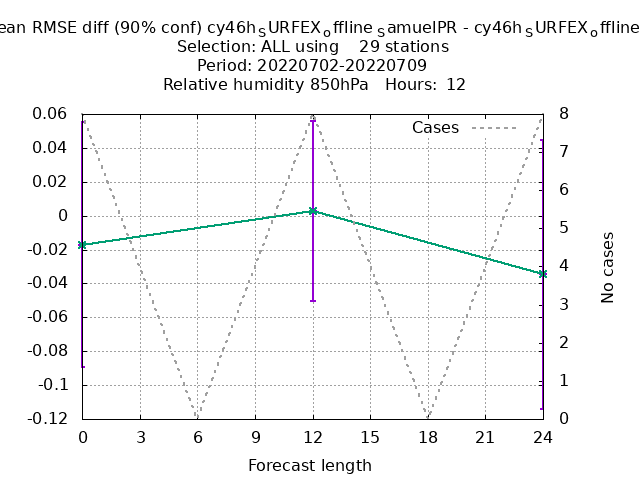 ean RMSE diff (90% conf) cy46hSURFEXoffline samuelPR - cy46hSURFEXoffline
Selection: ALL using 29 stations
Period: 20220702-20220709
Relative humidity 850hPa Hours: 12
Cases
0.06
0.04
0.02
0
-0.02
-0.04
-0.06
-0.08
-0.1
-0.12
8
7
6
5
4
3
2
1
0
No cases
0 3 6 9 12 15 18 21 24
Forecast length